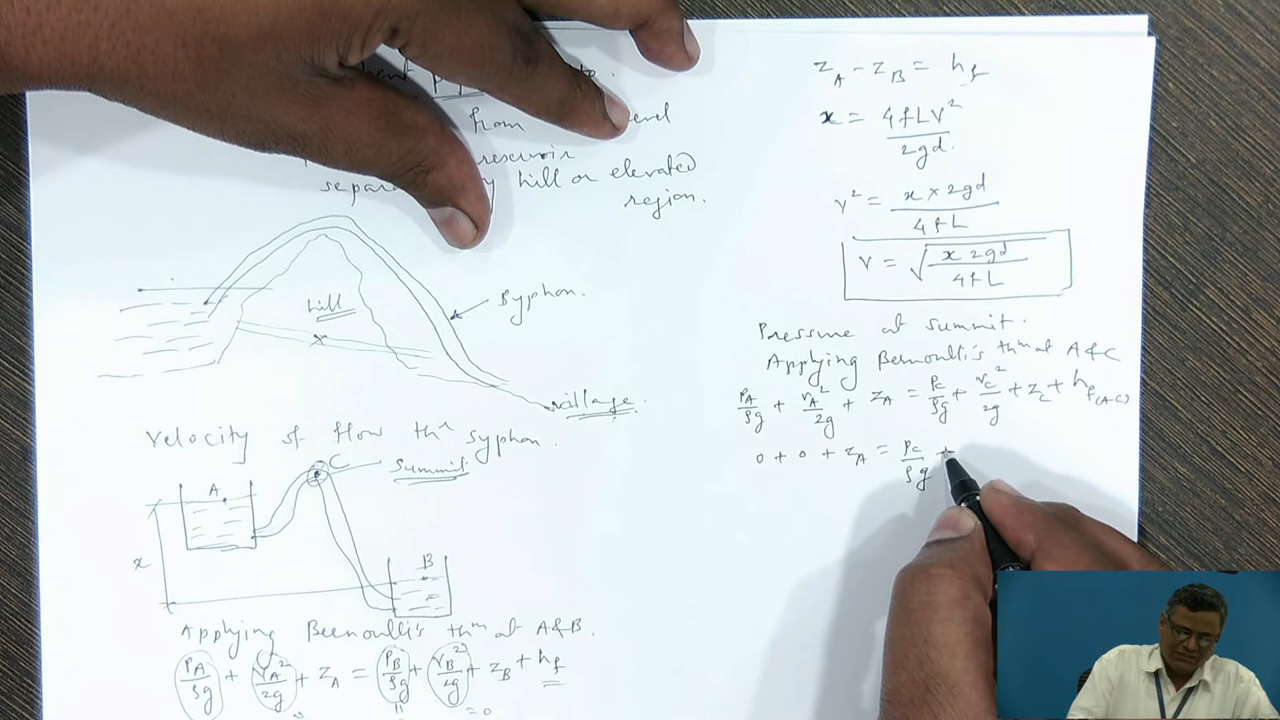 from
reservoir
hill or elevated
region.
hill
Syphon.
village.
Velocity of flow thr syphon.
C
Summit
A
x
B
Applying Bernoulli's thm at A&B.
PA/ρg + VA²/2g + zA = PB/ρg + VB²/2g + zB + hf
= 0
zA - zB = hf
x = 4fLV²/2gd.
V² = x × 2gd/4fL
V = √(x 2gd/4fL)
Pressure at summit.
Applying Bernoulli's thm at A&C
PA/ρg + VA²/2g + zA = Pc/ρg + Vc²/2g + zc + hf(A-C)
0 + 0 + zA = Pc/ρg +